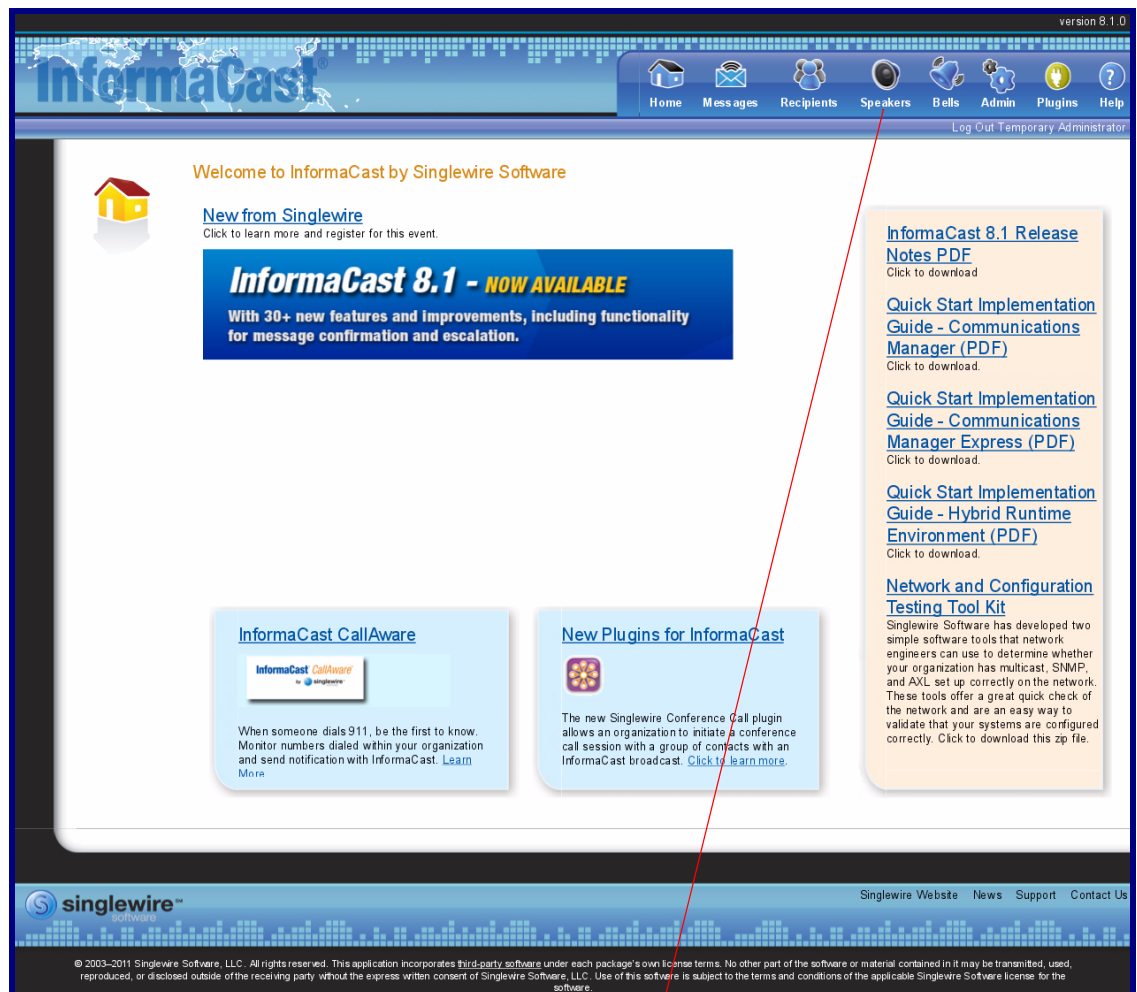 version 8.1.0
InformaCast®
Home Messages Recipients Speakers Bells Admin Plugins Help
Log Out Temporary Administrator
Welcome to InformaCast by Singlewire Software
New from Singlewire
Click to learn more and register for this event.
InformaCast 8.1 - NOW AVAILABLE
With 30+ new features and improvements, including functionality
for message confirmation and escalation.
InformaCast CallAware
InformaCast CallAware
by singlewire
When someone dials 911, be the first to know.
Monitor numbers dialed within your organization
and send notification with InformaCast. Learn
More
New Plugins for InformaCast
The new Singlewire Conference Call plugin
allows an organization to initiate a conference
call session with a group of contacts with an
InformaCast broadcast. Click to learn more.
InformaCast 8.1 Release
Notes PDF
Click to download
Quick Start Implementation
Guide - Communications
Manager (PDF)
Click to download.
Quick Start Implementation
Guide - Communications
Manager Express (PDF)
Click to download.
Quick Start Implementation
Guide - Hybrid Runtime
Environment (PDF)
Click to download.
Network and Configuration
Testing Tool Kit
Singlewire Software has developed two
simple software tools that network
engineers can use to determine whether
your organization has multicast, SNMP,
and AXL set up correctly on the network.
These tools offer a great quick check of
the network and are an easy way to
validate that your systems are configured
correctly. Click to download this zip file.
singlewire™
software
Singlewire Website News Support Contact Us
© 2003–2011 Singlewire Software, LLC. All rights reserved. This application incorporates third-party software under each package's own license terms. No other part of the software or material contained in it may be transmitted, used,
reproduced, or disclosed outside of the receiving party without the express written consent of Singlewire Software, LLC. Use of this software is subject to the terms and conditions of the applicable Singlewire Software license for the
software.